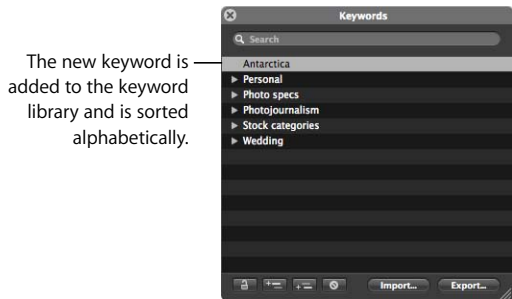 The new keyword is
added to the keyword
library and is sorted
alphabetically.
Keywords
Search
Antarctica
Personal
Photo specs
Photojournalism
Stock categories
Wedding
Import...
Export...